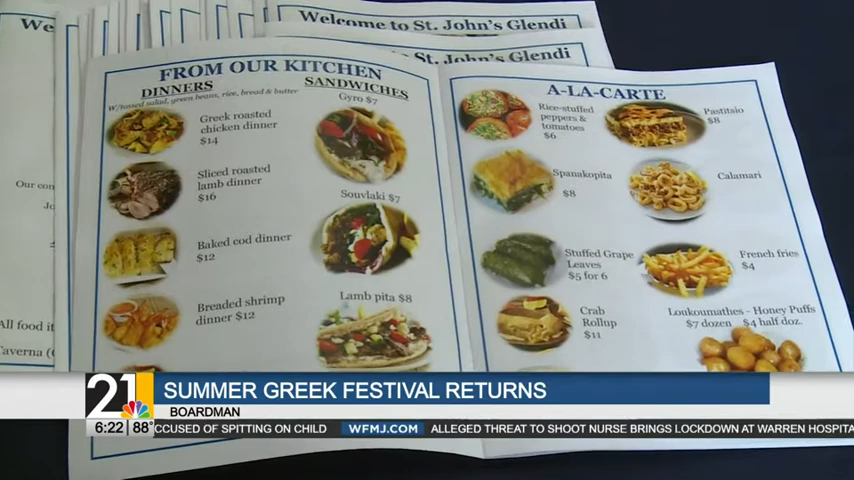 We
Welcome to St. John's Glendi
St. John's Glendi
FROM OUR KITCHEN
DINNERS
W/tossed salad, green beans, rice, bread & butter
SANDWICHES
Greek roasted
chicken dinner
$14
Sliced roasted
lamb dinner
$16
Baked cod dinner
$12
Breaded shrimp
dinner $12
Gyro $7
Souvlaki $7
Lamb pita $8
A-LA-CARTE
Rice-stuffed
peppers &
tomatoes
$6
Spanakopita
$8
Stuffed Grape
Leaves
$5 for 6
Crab
Rollup
$11
Pastitsio
$8
Calamari
French fries
$4
Loukoumathes - Honey Puffs
$7 dozen $4 half doz.
Our con
All food it
Taverna (
21
SUMMER GREEK FESTIVAL RETURNS
BOARDMAN
6:22 88°
CCUSED OF SPITTING ON CHILD
WFMJ.COM
ALLEGED THREAT TO SHOOT NURSE BRINGS LOCKDOWN AT WARREN HOSPITA